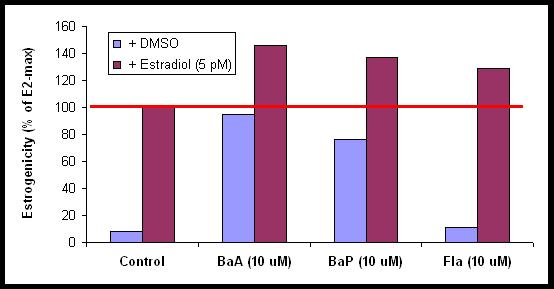 160
140
120
100
80
60
40
20
0
Estrogenicity (% of E2-max)
+ DMSO
+ Estradiol (5 pM)
Control
BaA (10 uM)
BaP (10 uM)
Fla (10 uM)